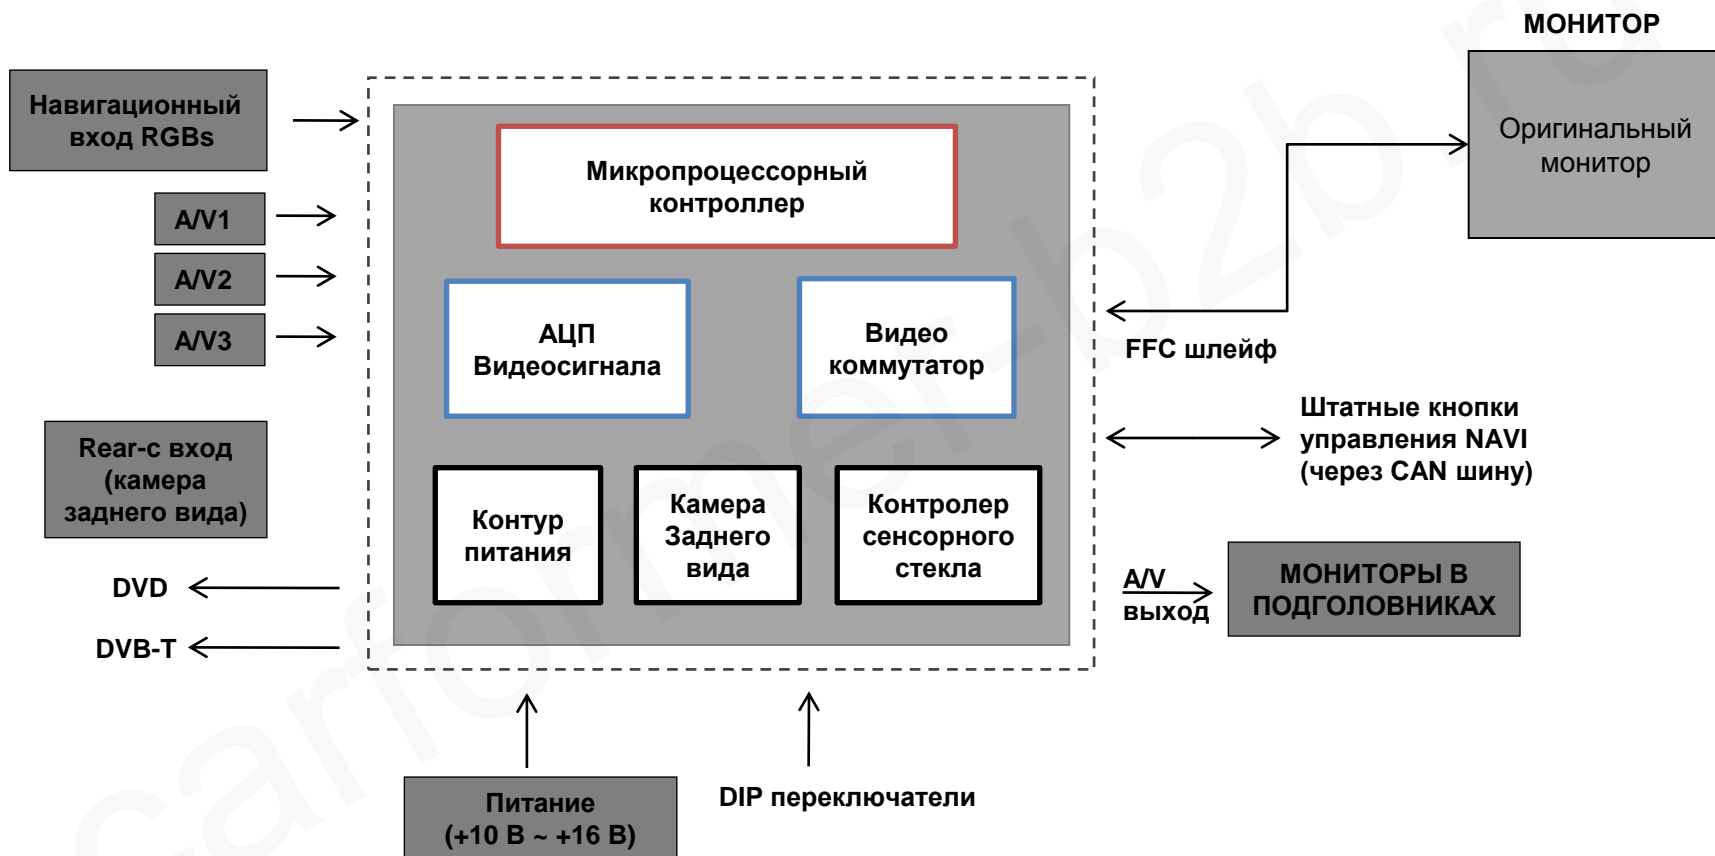 МОНИТОР
Навигационный
вход RGBs
Оригинальный
монитор
Микропроцессорный
контроллер
A/V1
A/V2
A/V3
АЦП
Видеосигнала
Видео
коммутатор
FFC шлейф
Штатные кнопки
управления NAVI
(через CAN шину)
Rear-c вход
(камера
заднего вида)
Контур
питания
Камера
Заднего
вида
Контролер
сенсорного
стекла
DVD
DVB-T
A/V
выход
МОНИТОРЫ В
ПОДГОЛОВНИКАХ
Питание
(+10 В ~ +16 В)
DIP переключатели
carformer-b2b.ru